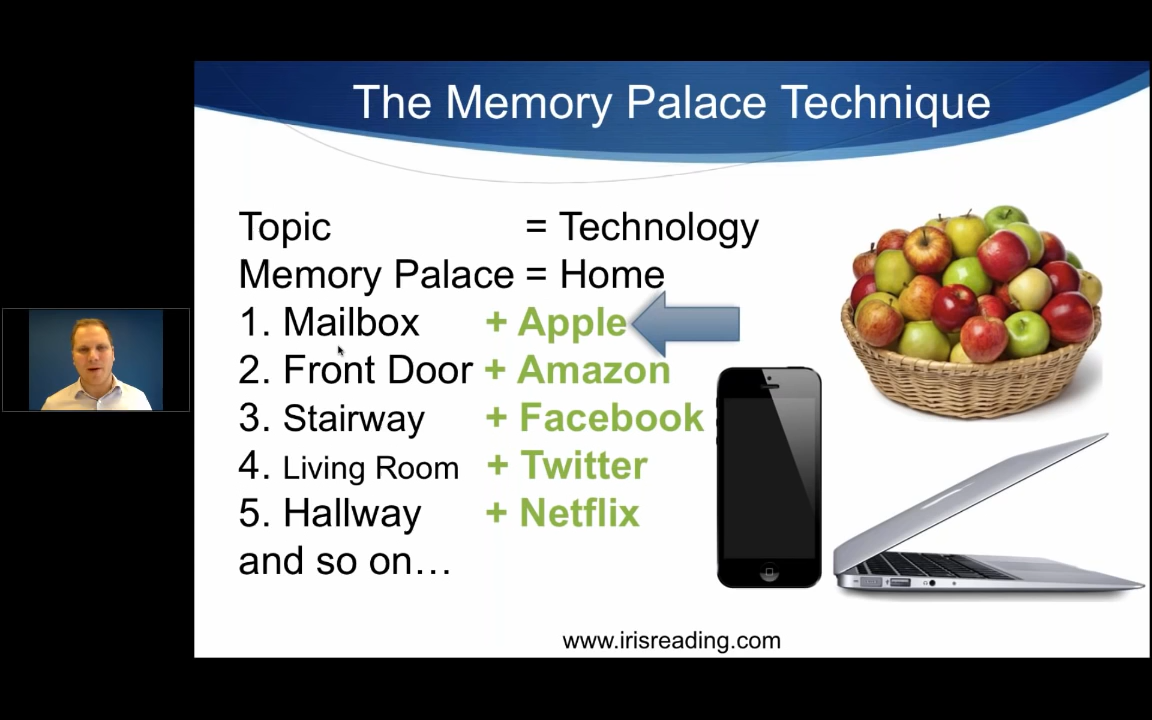 The Memory Palace Technique
Topic = Technology
Memory Palace = Home
1. Mailbox + Apple
2. Front Door + Amazon
3. Stairway + Facebook
4. Living Room + Twitter
5. Hallway + Netflix
and so on…
www.irisreading.com